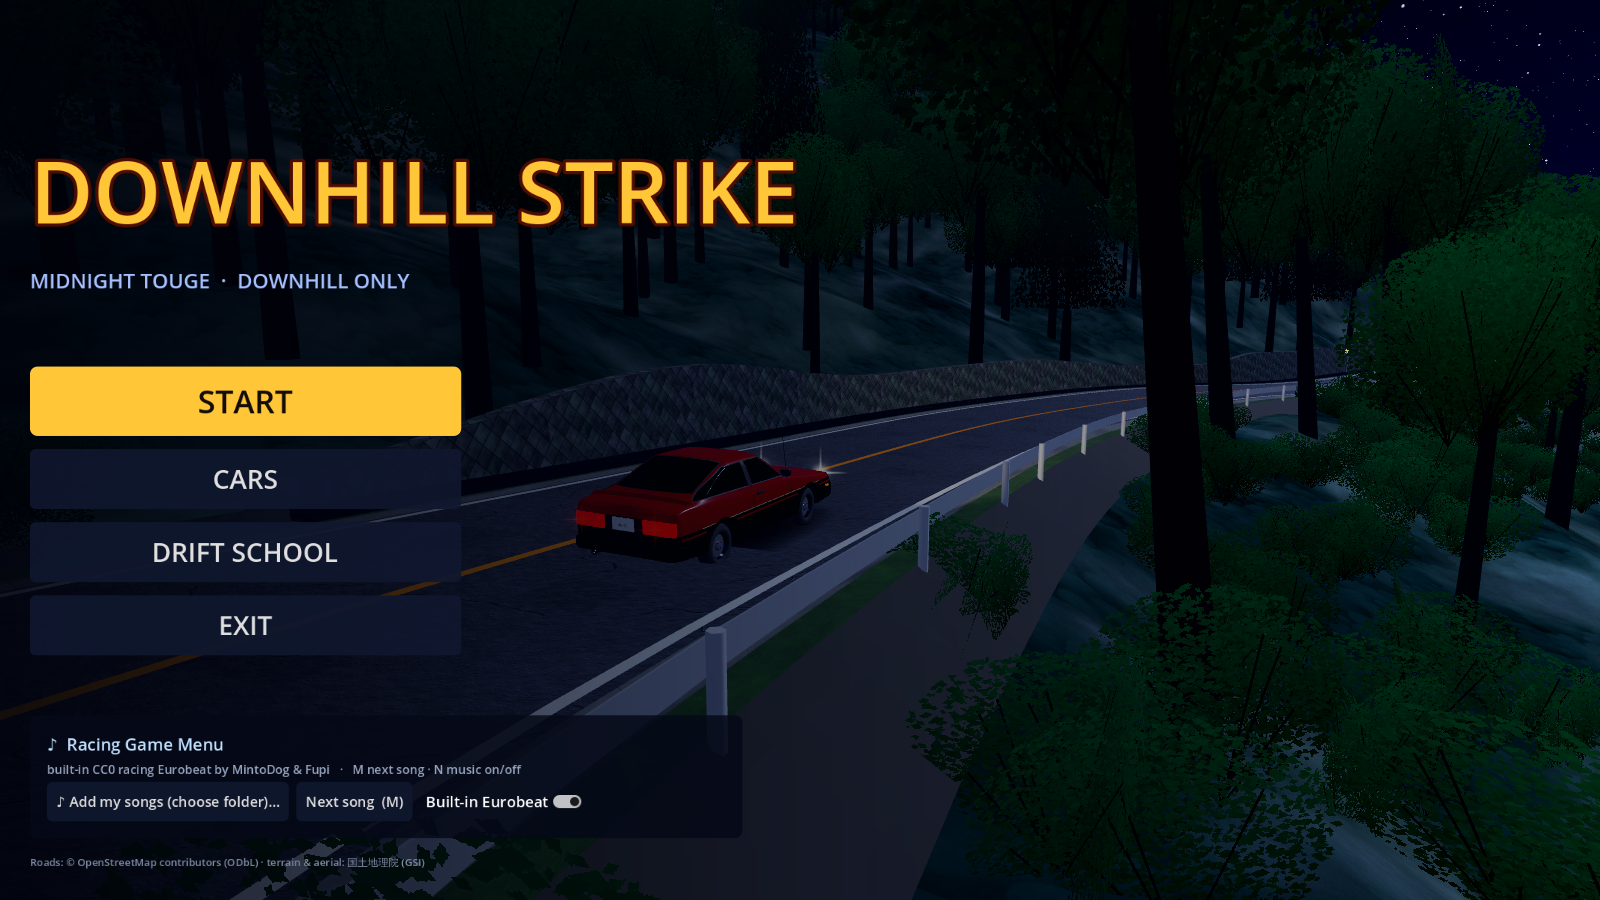 DOWNHILL STRIKE
MIDNIGHT TOUGE · DOWNHILL ONLY
START
CARS
DRIFT SCHOOL
EXIT
♪ Racing Game Menu
built-in CC0 racing Eurobeat by MintoDog & Fupi · M next song · N music on/off
♪ Add my songs (choose folder)... Next song (M) Built-in Eurobeat
Roads: © OpenStreetMap contributors (ODbL) · terrain & aerial: 国土地理院 (GSI)